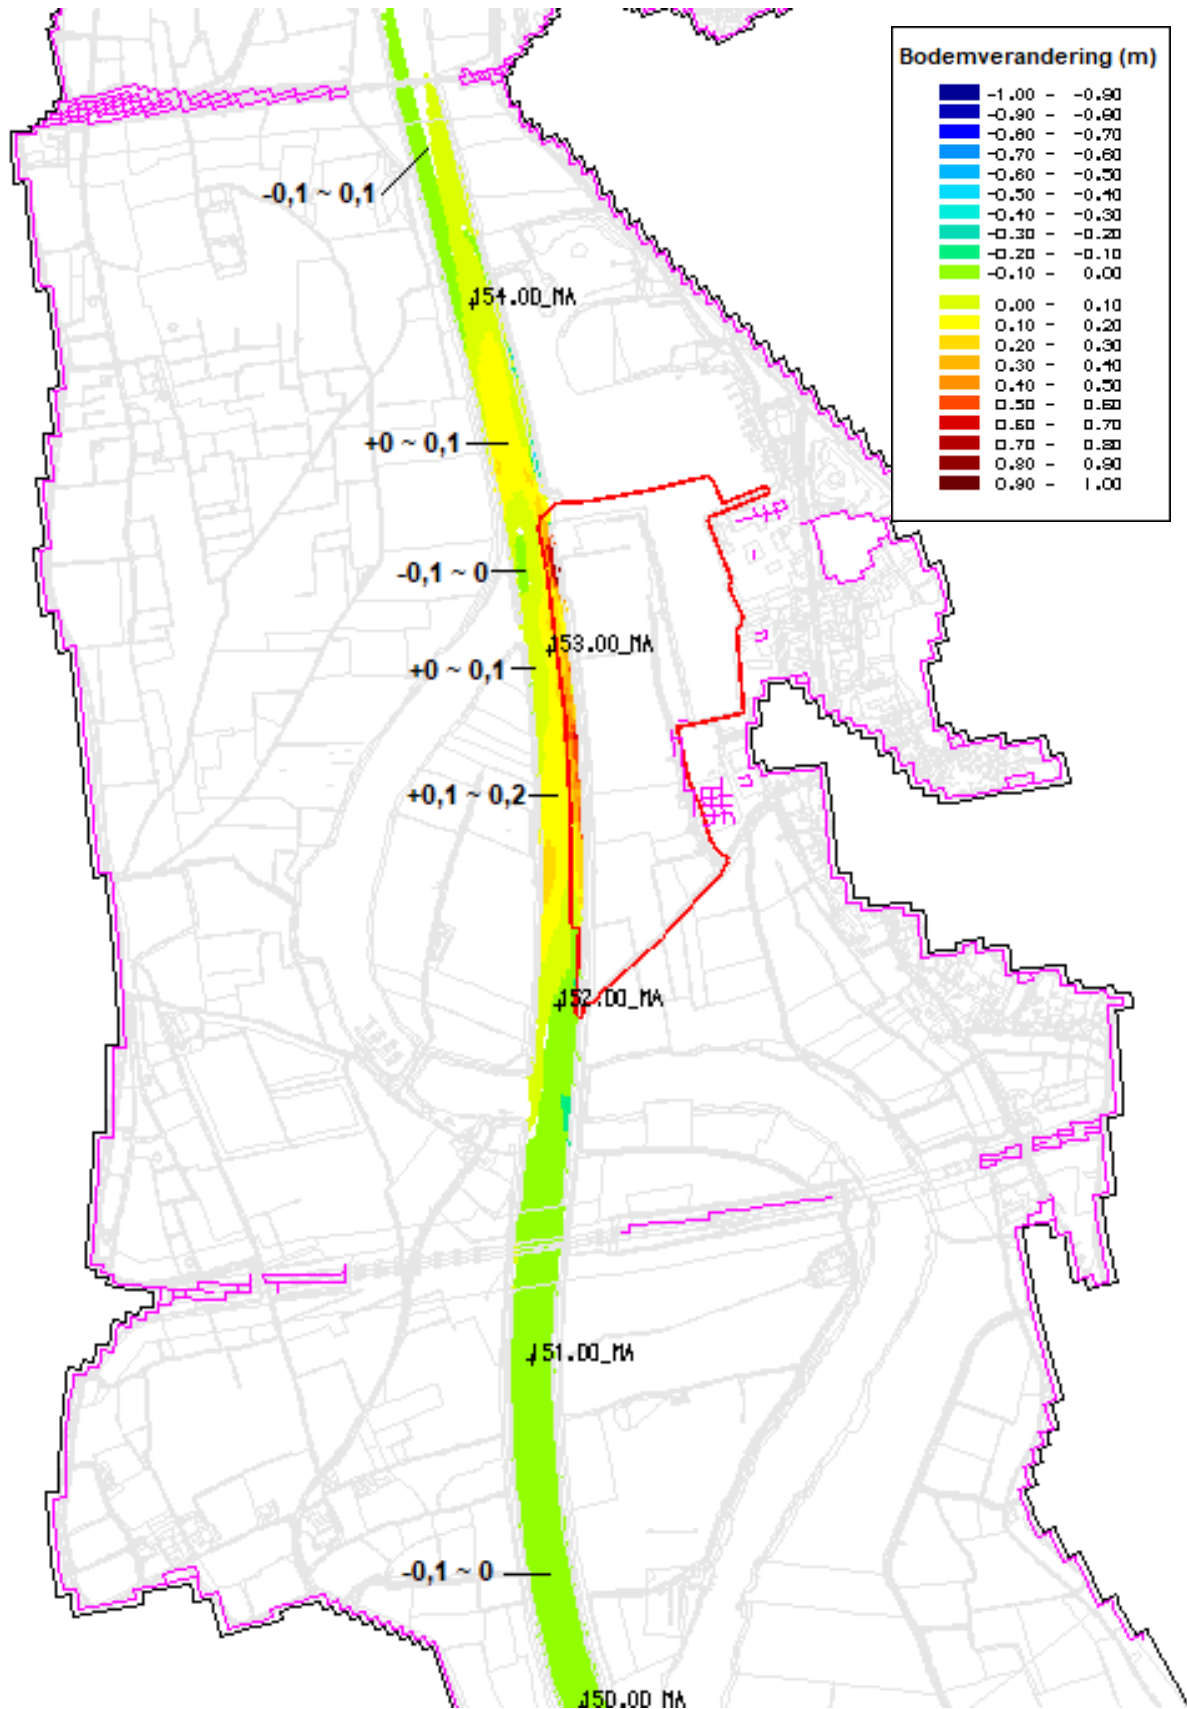 Bodemverandering (m)
-1.00 - -0.90
-0.90 - -0.80
-0.80 - -0.70
-0.70 - -0.60
-0.60 - -0.50
-0.50 - -0.40
-0.40 - -0.30
-0.30 - -0.20
-0.20 - -0.10
-0.10 - 0.00
0.00 - 0.10
0.10 - 0.20
0.20 - 0.30
0.30 - 0.40
0.40 - 0.50
0.50 - 0.60
0.60 - 0.70
0.70 - 0.80
0.80 - 0.90
0.90 - 1.00
-0,1 ~ 0,1
154.00_MA
+0 ~ 0,1
-0,1 ~ 0
153.00_MA
+0 ~ 0,1
+0,1 ~ 0,2
152.00_MA
151.00_MA
-0,1 ~ 0
150.00_MA